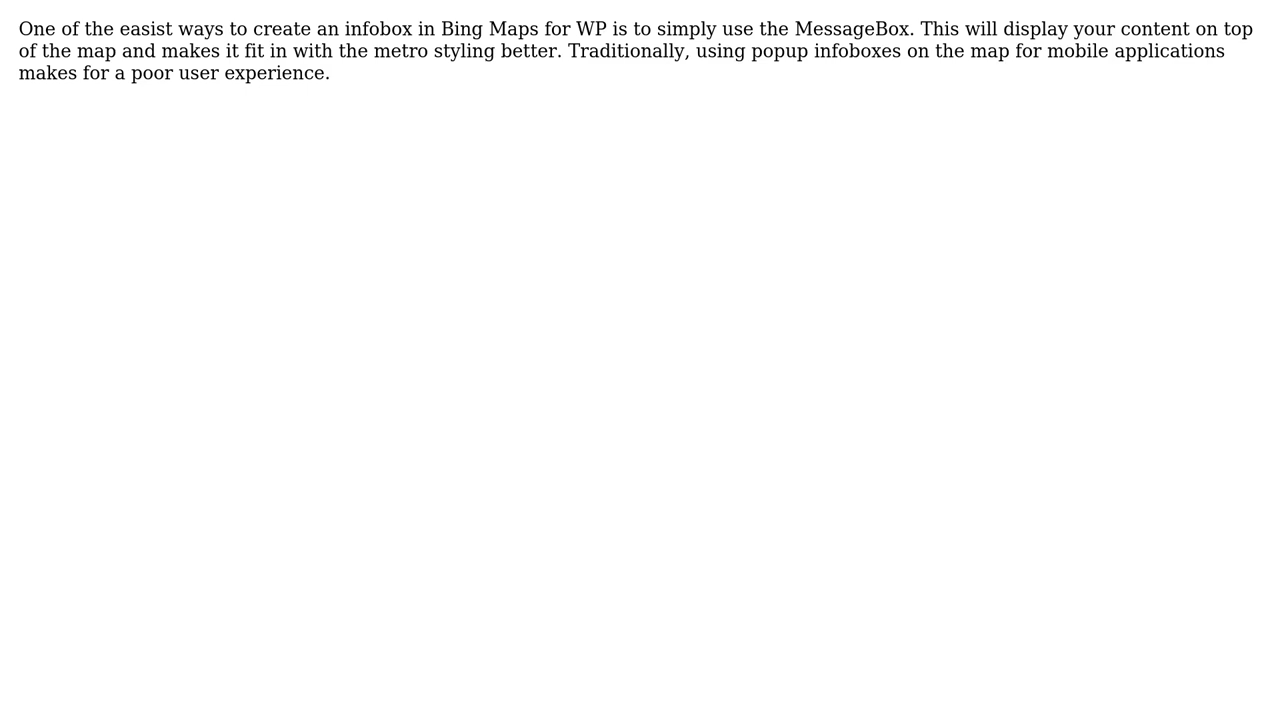 One of the easist ways to create an infobox in Bing Maps for WP is to simply use the MessageBox. This will display your content on top
of the map and makes it fit in with the metro styling better. Traditionally, using popup infoboxes on the map for mobile applications
makes for a poor user experience.